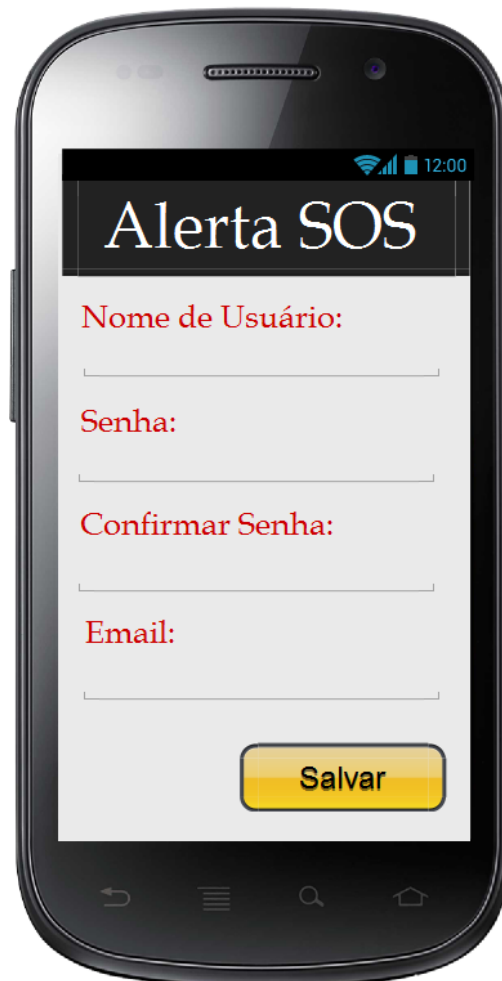 12:00
Alerta SOS
Nome de Usuário:
Senha:
Confirmar Senha:
Email:
Salvar